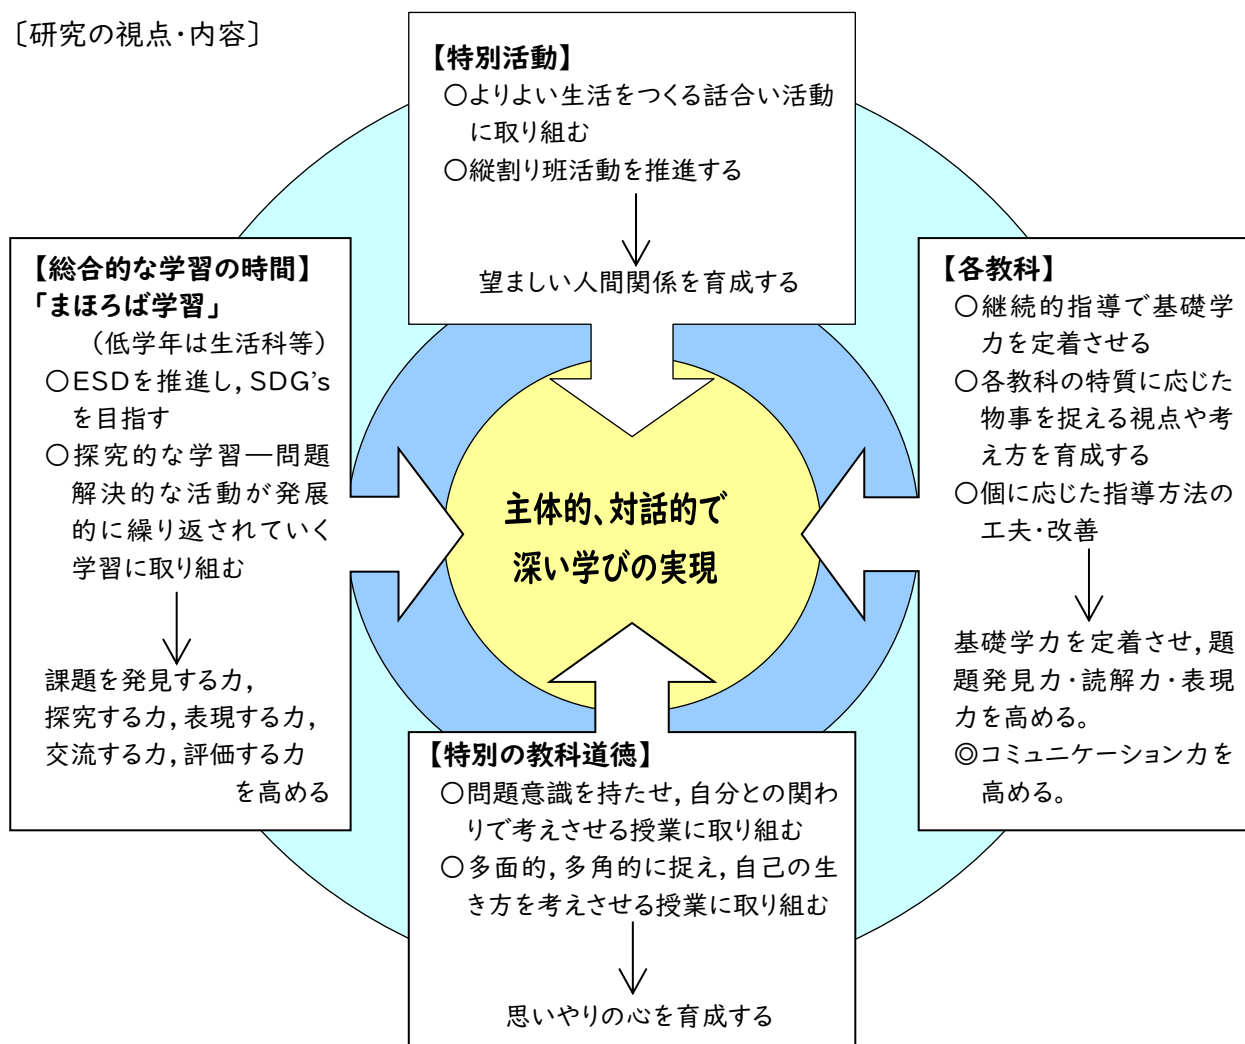 〔研究の視点・内容〕
【特別活動】
○よりよい生活をつくる話合い活動
に取り組む
○縦割り班活動を推進する
望ましい人間関係を育成する
【総合的な学習の時間】
「まほろば学習」
（低学年は生活科等）
○ESDを推進し，SDG's
を目指す
○探究的な学習―問題
解決的な活動が発展
的に繰り返されていく
学習に取り組む
課題を発見する力，
探究する力，表現する力，
交流する力，評価する力
を高める
【各教科】
○継続的指導で基礎学
力を定着させる
○各教科の特質に応じた
物事を捉える視点や考
え方を育成する
○個に応じた指導方法の
工夫・改善
基礎学力を定着させ，題
題発見力・読解力・表現
力を高める。
◎コミュニケーション力を
高める。
主体的、対話的で
深い学びの実現
【特別の教科道徳】
○問題意識を持たせ，自分との関わ
りで考えさせる授業に取り組む
○多面的，多角的に捉え，自己の生
き方を考えさせる授業に取り組む
思いやりの心を育成する